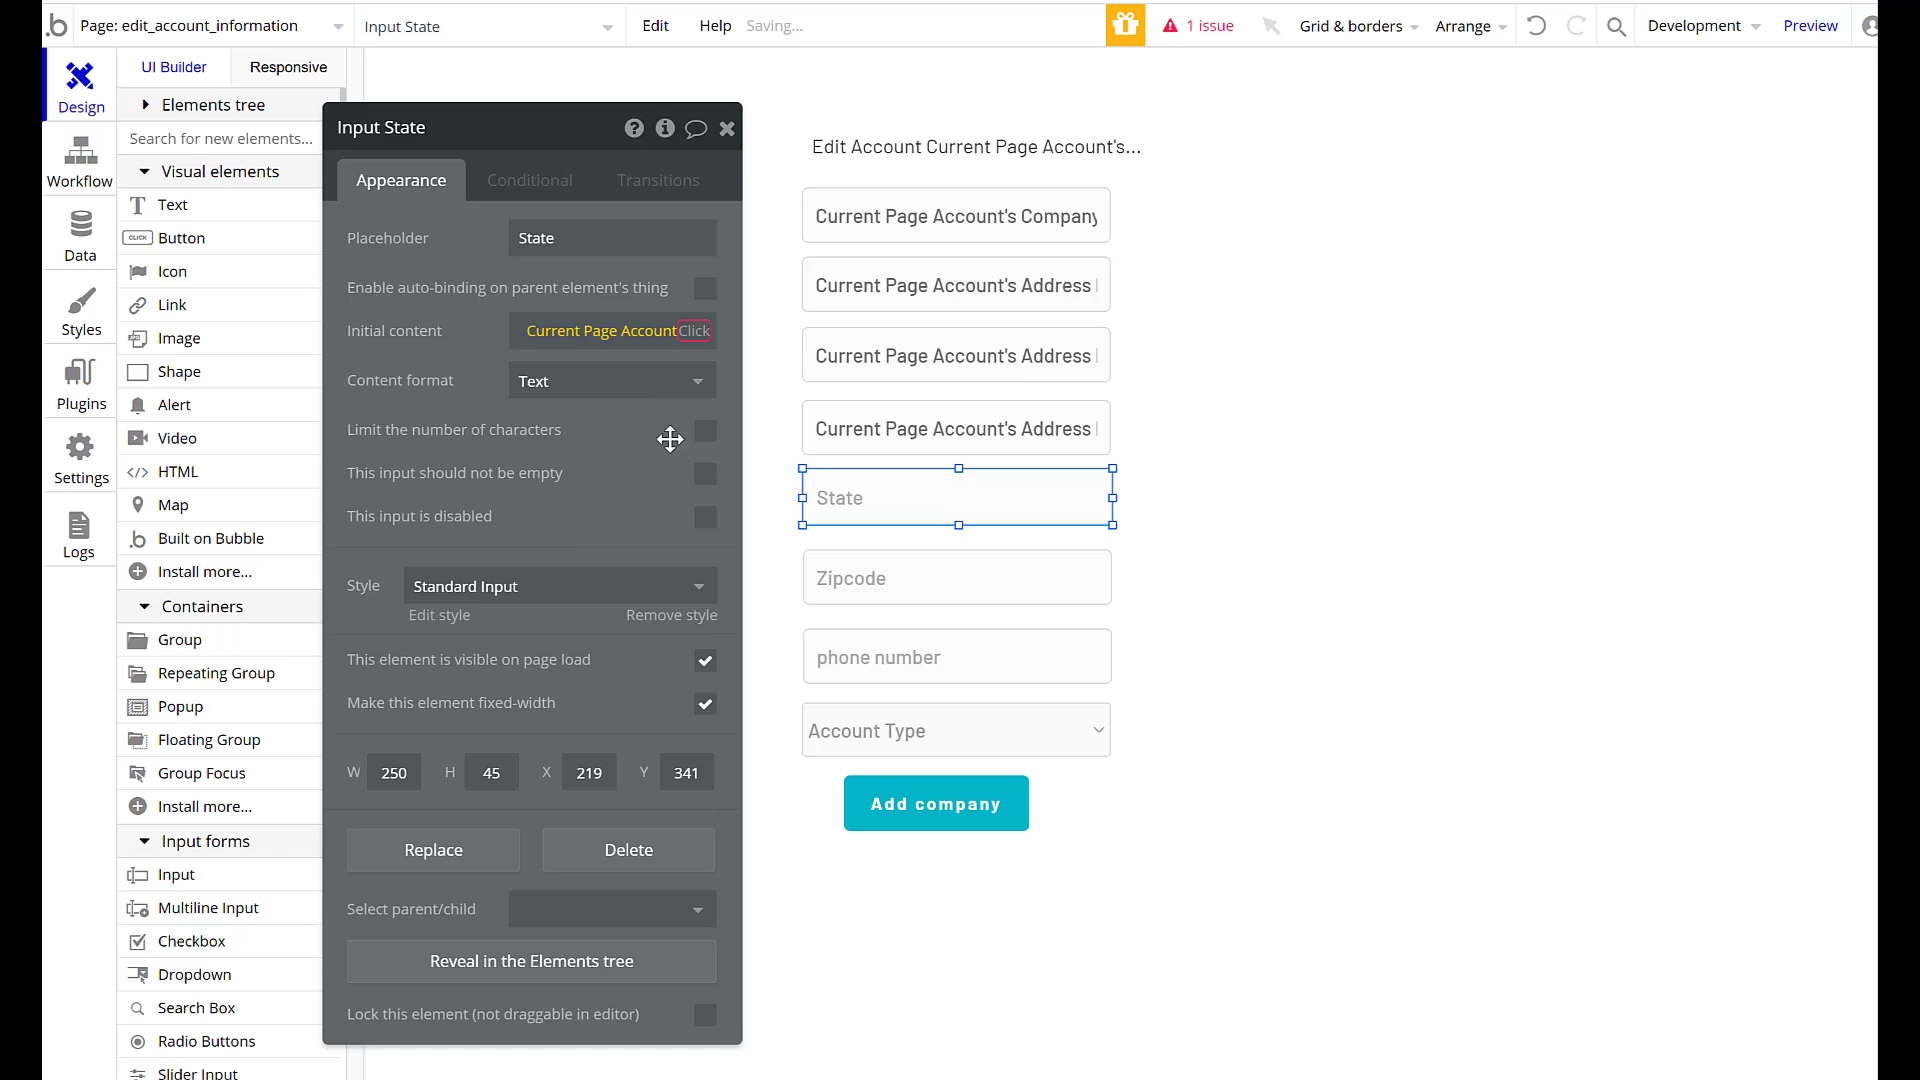 Page: edit_account_information
Input State
Edit
Help
Saving...
1 issue
Grid & borders
Arrange
Development
Preview
UI Builder
Responsive
Design
Workflow
Data
Styles
Plugins
Settings
Logs
Elements tree
Search for new elements...
Visual elements
Text
CLICK
Button
Icon
Link
Image
Shape
Alert
Video
HTML
Map
Built on Bubble
Install more...
Containers
Group
Repeating Group
Popup
Floating Group
Group Focus
Install more...
Input forms
Input
Multiline Input
Checkbox
Dropdown
Search Box
Radio Buttons
Slider Input
Input State
Appearance
Conditional
Transitions
Placeholder
State
Enable auto-binding on parent element's thing
Initial content
Current Page Account Click
Content format
Text
Limit the number of characters
This input should not be empty
This input is disabled
Style
Standard Input
Edit style
Remove style
This element is visible on page load
Make this element fixed-width
W 250 H 45 X 219 Y 341
Replace
Delete
Select parent/child
Reveal in the Elements tree
Lock this element (not draggable in editor)
Edit Account Current Page Account's...
Current Page Account's Company
Current Page Account's Address
Current Page Account's Address
Current Page Account's Address
State
Zipcode
phone number
Account Type
Add company